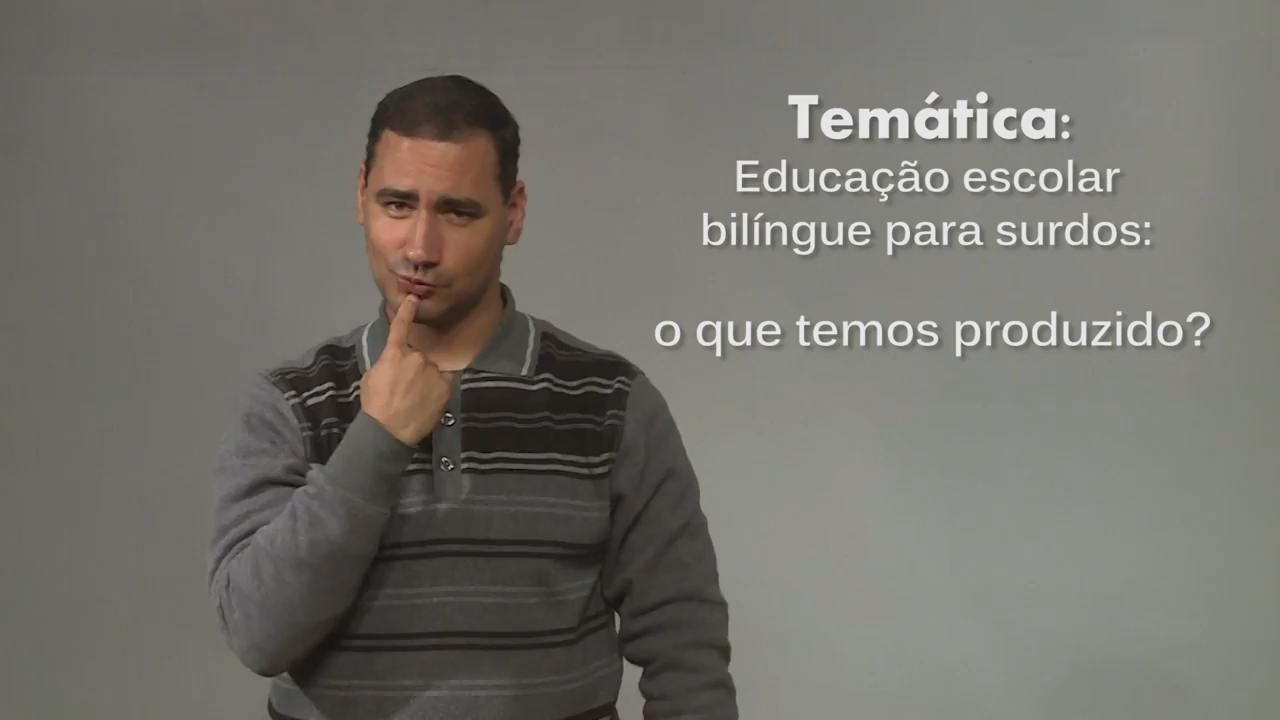 Temática:
Educação escolar
bilíngue para surdos:
o que temos produzido?